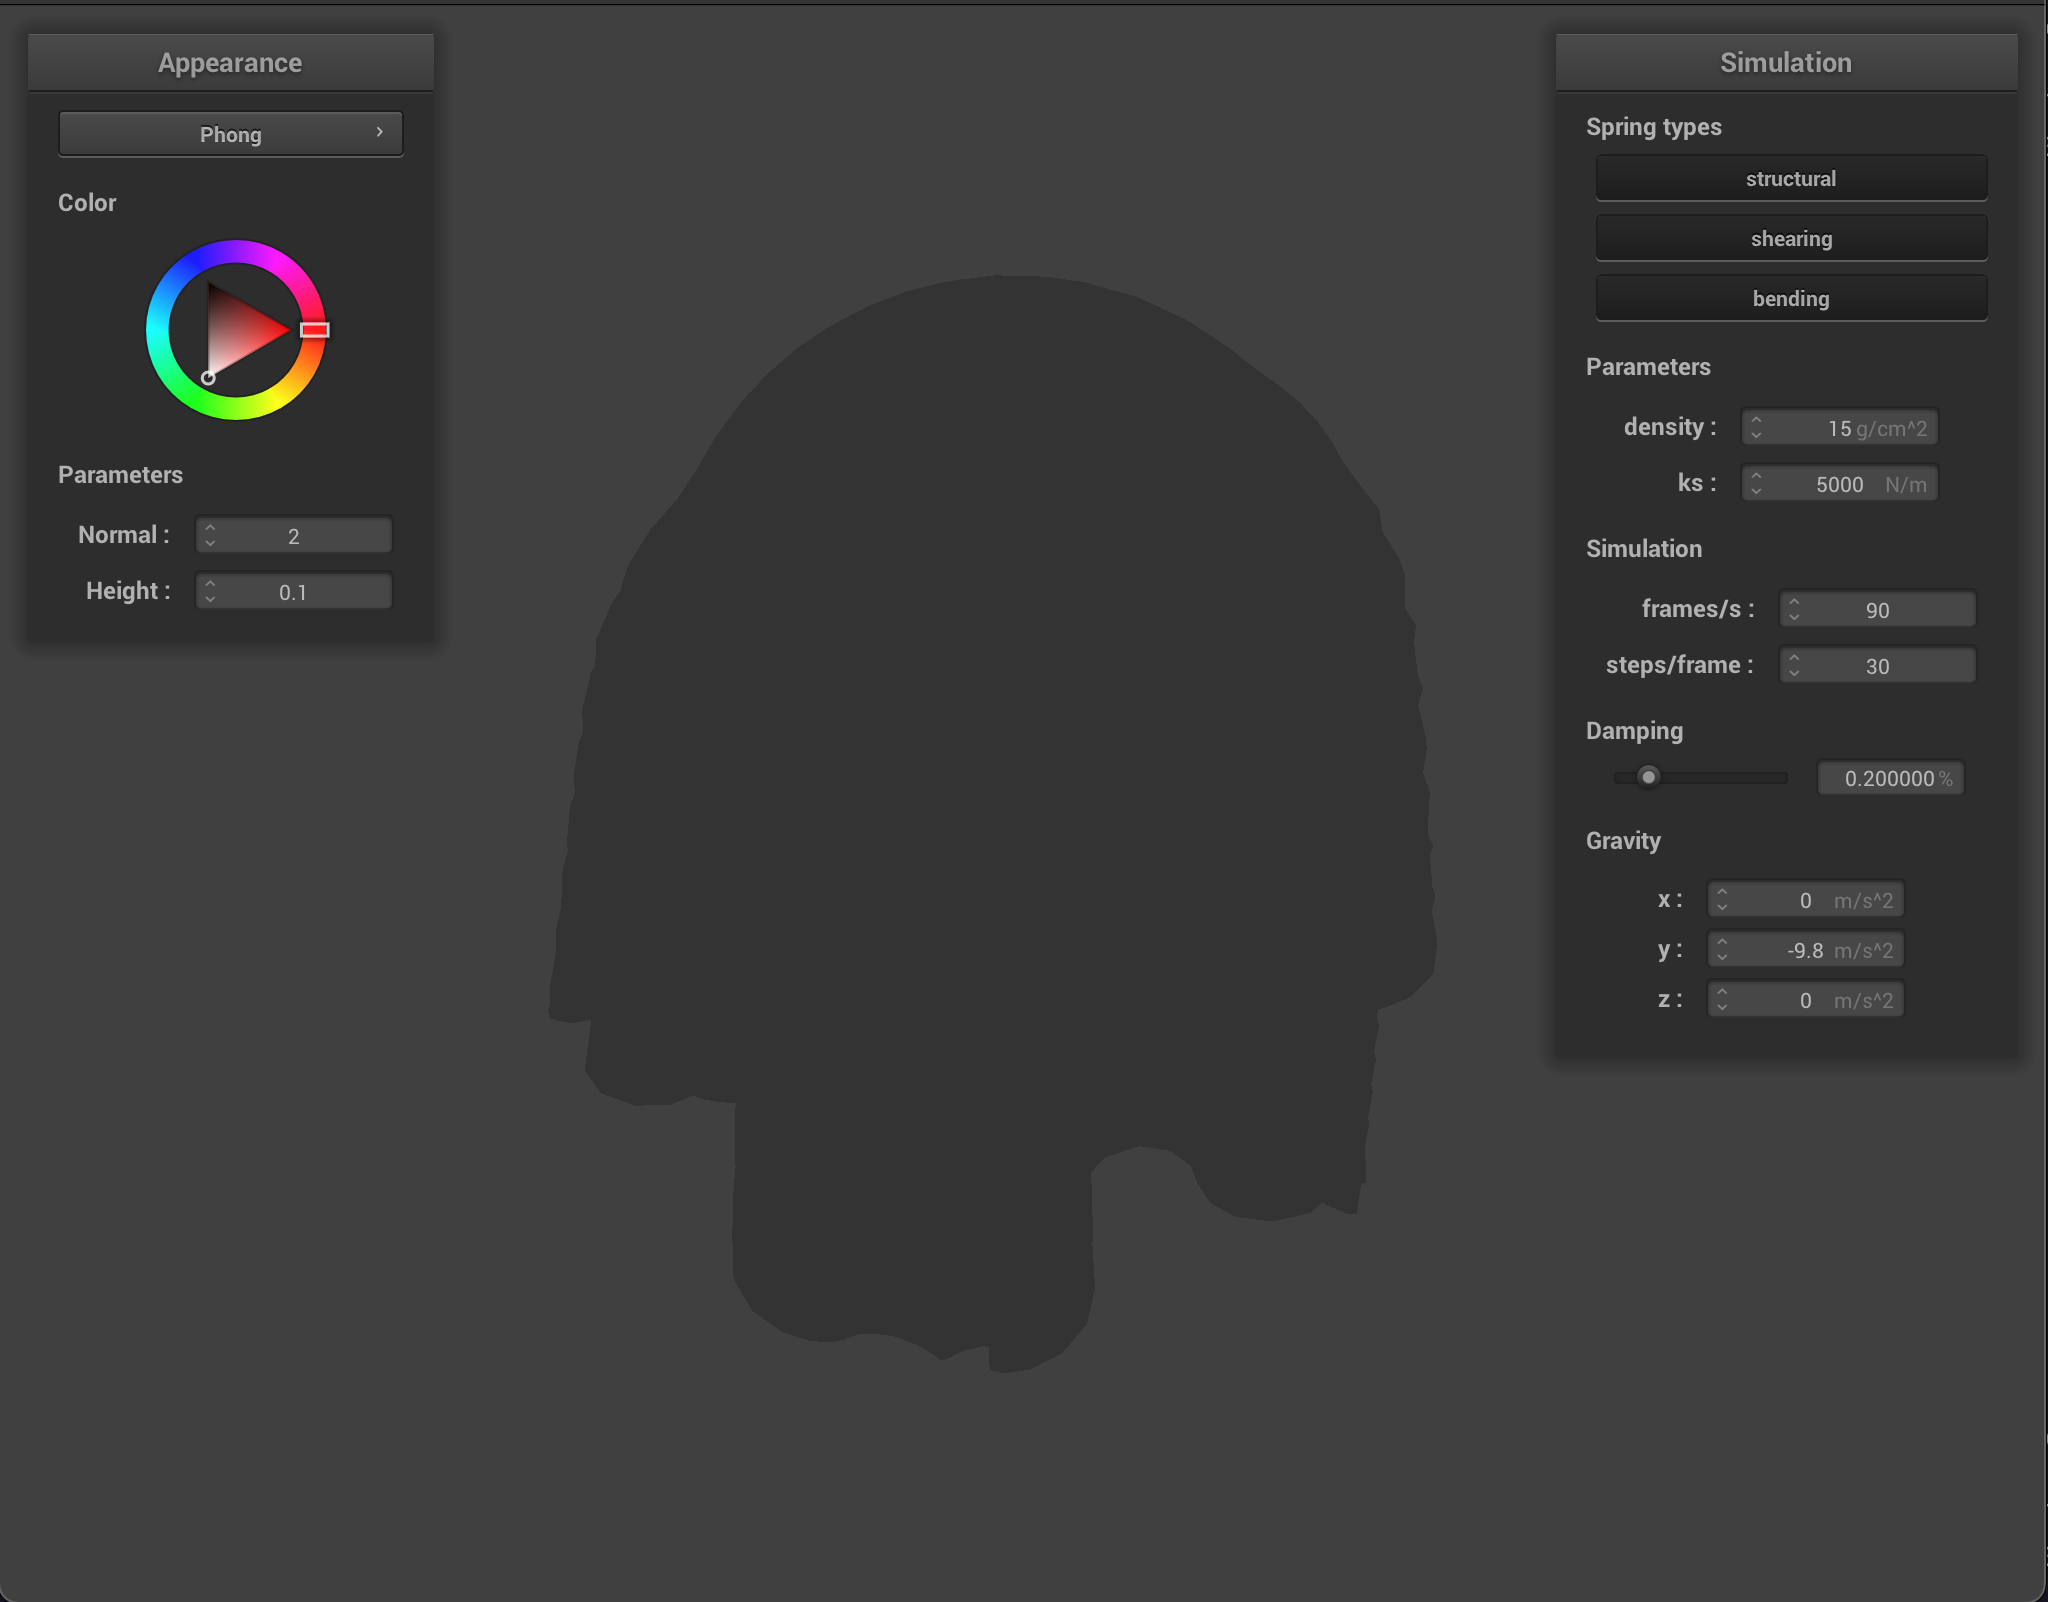 Appearance
Phong
Color
Parameters
Normal : 2
Height : 0.1
Simulation
Spring types
structural
shearing
bending
Parameters
density : 15 g/cm^2
ks : 5000 N/m
Simulation
frames/s : 90
steps/frame : 30
Damping
0.200000 %
Gravity
x : 0 m/s^2
y : -9.8 m/s^2
z : 0 m/s^2